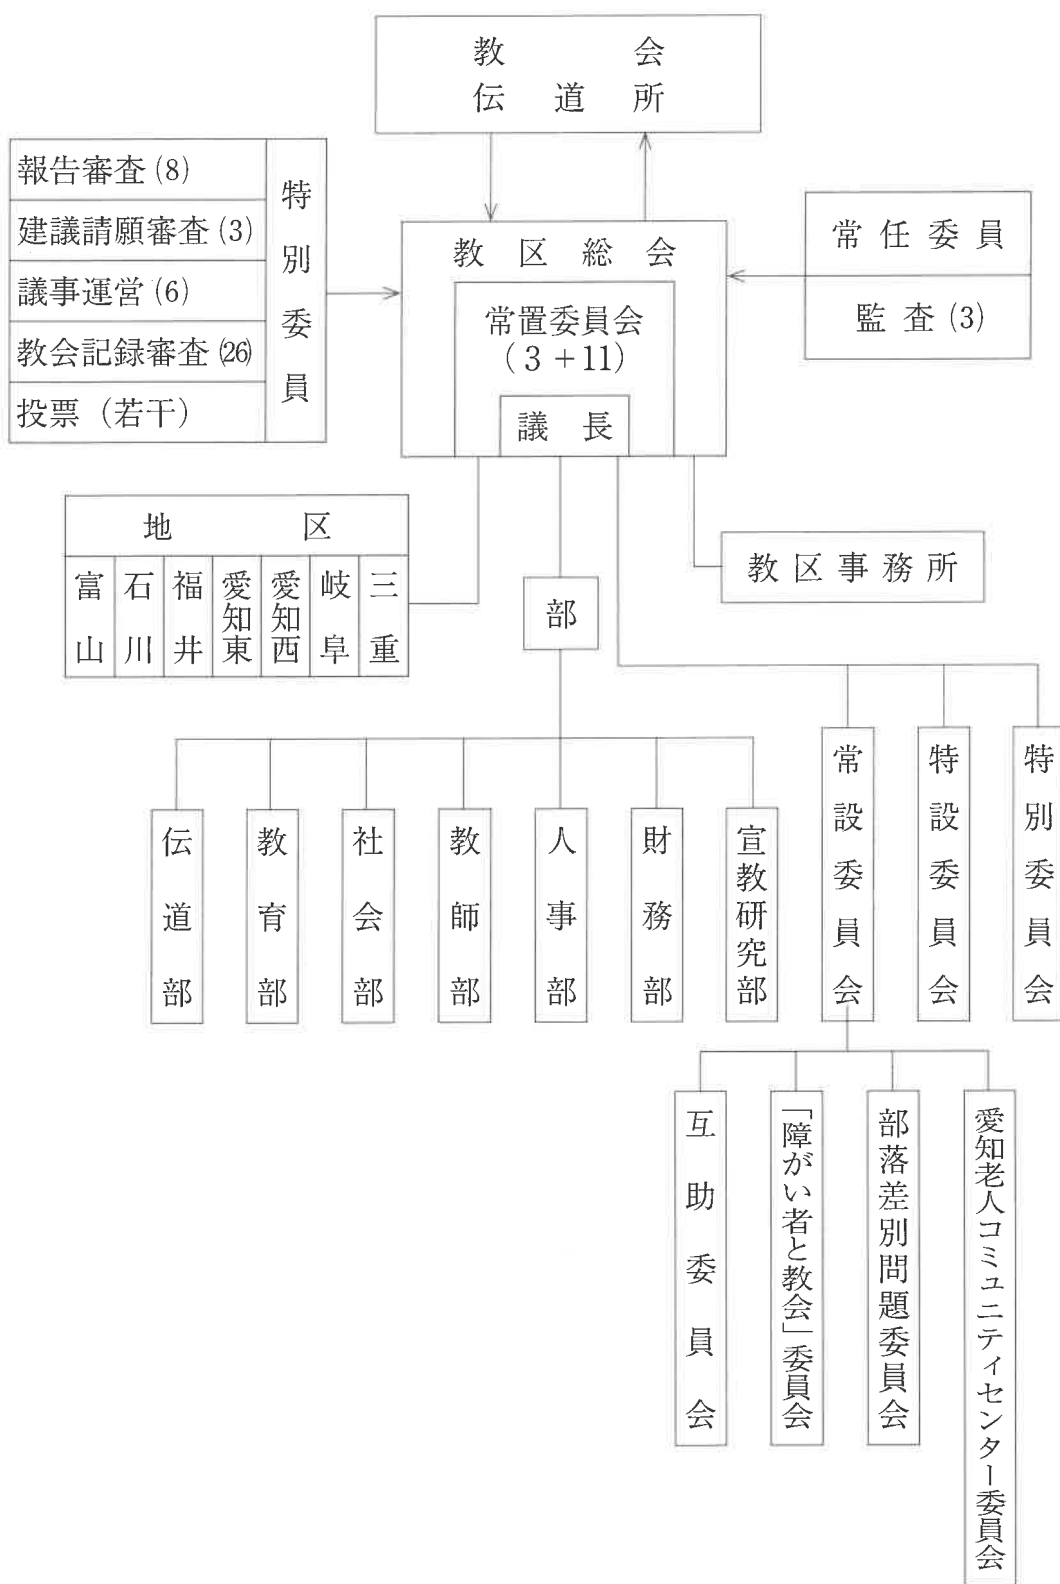 教会
伝道所
報告審査(8)
建議請願審査(3)
議事運営(6)
教会記録審査(26)
投票(若干)
特別委員
教区総会
常置委員会
(3+11)
議長
常任委員
監査(3)
地区
富山
石川
福井
愛知東
愛知西
岐阜
三重
教区事務所
部
伝道部
教育部
社会部
教師部
人事部
財務部
宣教研究部
常設委員会
特設委員会
特別委員会
互助委員会
「障がい者と教会」委員会
部落差別問題委員会
愛知老人コミュニティセンター委員会